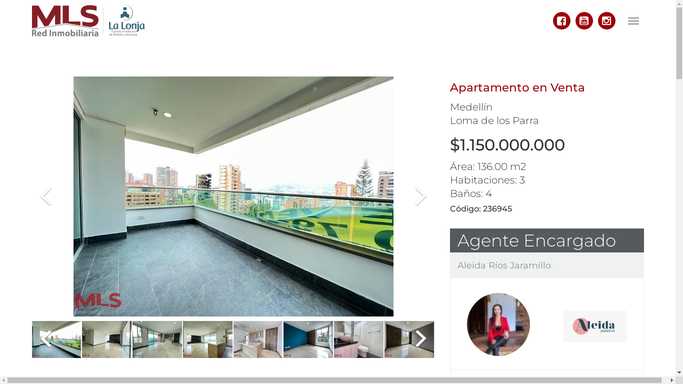 MLS
Red Inmobiliaria
La Lonja
Apartamento en Venta
Medellín
Loma de los Parra
$1.150.000.000
Área: 136.00 m2
Habitaciones: 3
Baños: 4
Código: 236945
MLS
Agente Encargado
Aleida Rios Jaramillo
Aleida